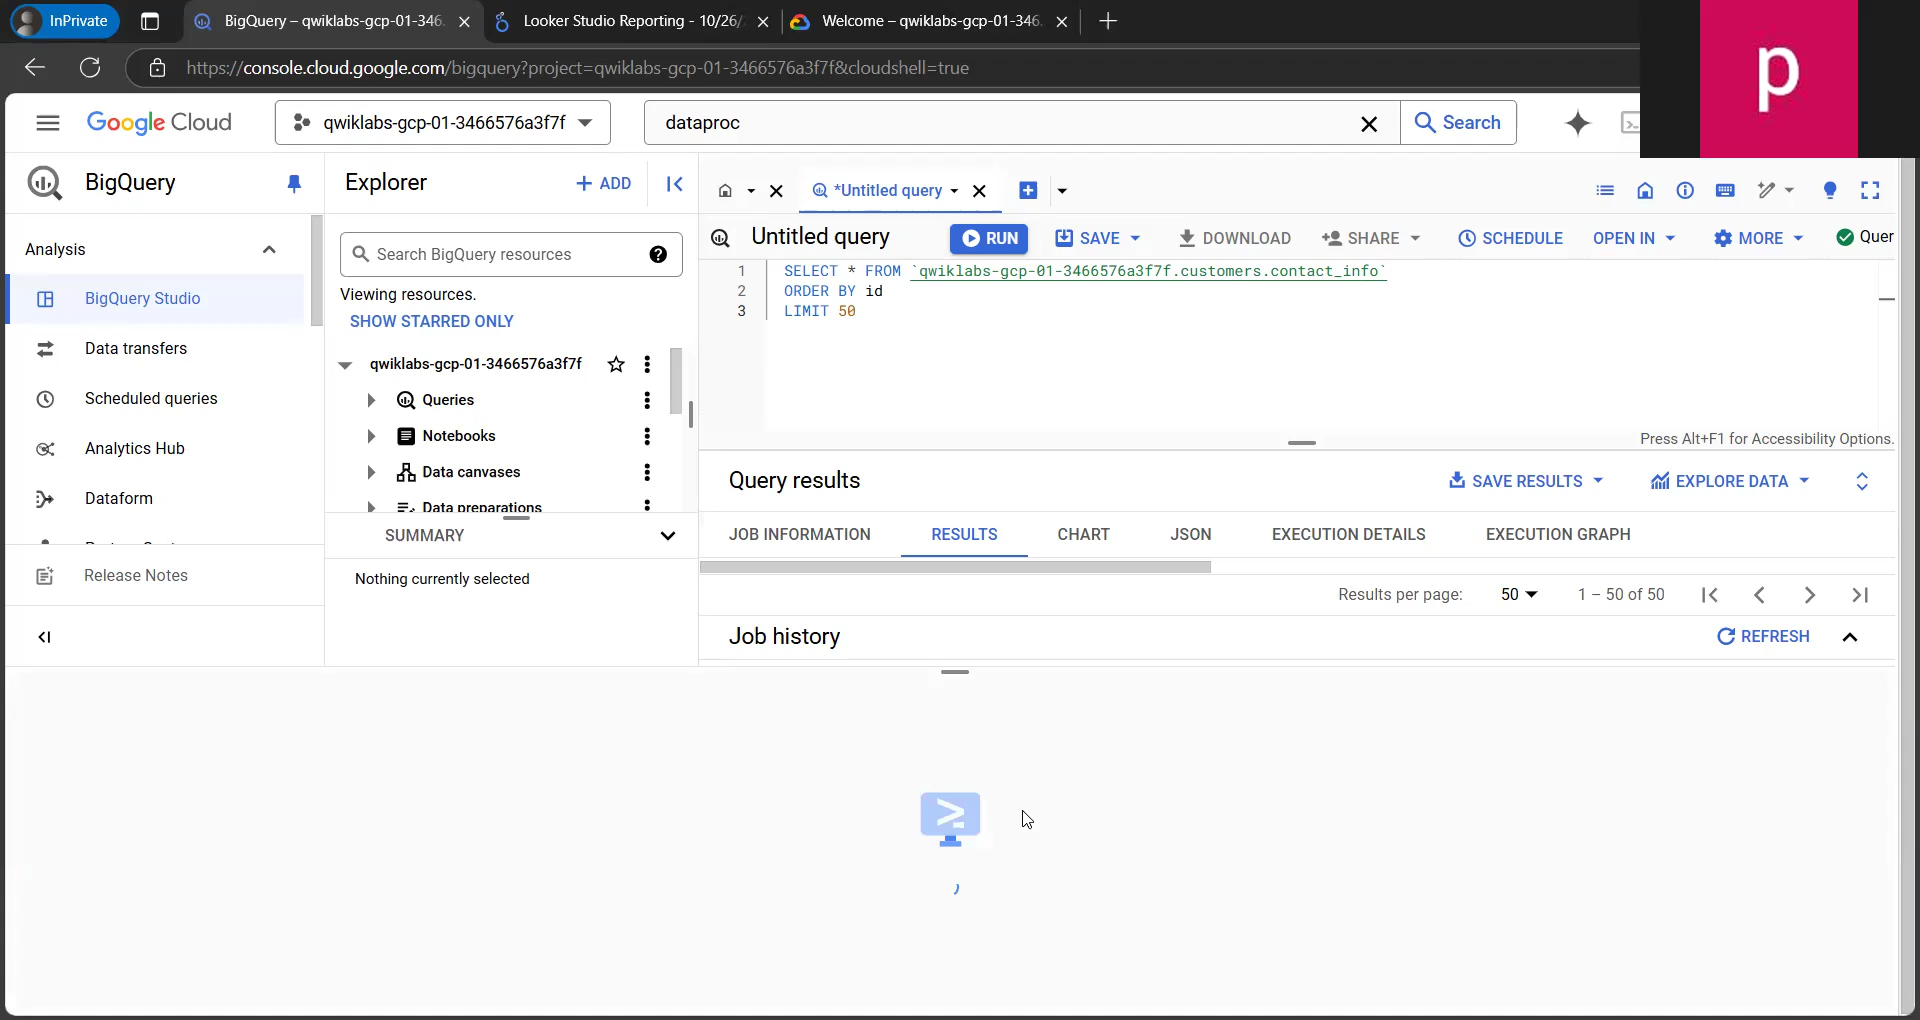 InPrivate
BigQuery – qwiklabs-gcp-01-346
Looker Studio Reporting - 10/26/
Welcome – qwiklabs-gcp-01-346
https://console.cloud.google.com/bigquery?project=qwiklabs-gcp-01-3466576a3f7f&cloudshell=true
p
Google Cloud
qwiklabs-gcp-01-3466576a3f7f
dataproc
Search
BigQuery
Analysis
BigQuery Studio
Data transfers
Scheduled queries
Analytics Hub
Dataform
Release Notes
Explorer
ADD
Search BigQuery resources
Viewing resources.
SHOW STARRED ONLY
qwiklabs-gcp-01-3466576a3f7f
Queries
Notebooks
Data canvases
Data preparations
SUMMARY
Nothing currently selected
*Untitled query
Untitled query
RUN
SAVE
DOWNLOAD
SHARE
SCHEDULE
OPEN IN
MORE
Quer
1 SELECT * FROM `qwiklabs-gcp-01-3466576a3f7f.customers.contact_info`
2 ORDER BY id
3 LIMIT 50
Press Alt+F1 for Accessibility Options.
Query results
SAVE RESULTS
EXPLORE DATA
JOB INFORMATION
RESULTS
CHART
JSON
EXECUTION DETAILS
EXECUTION GRAPH
Results per page:
50
1 – 50 of 50
Job history
REFRESH